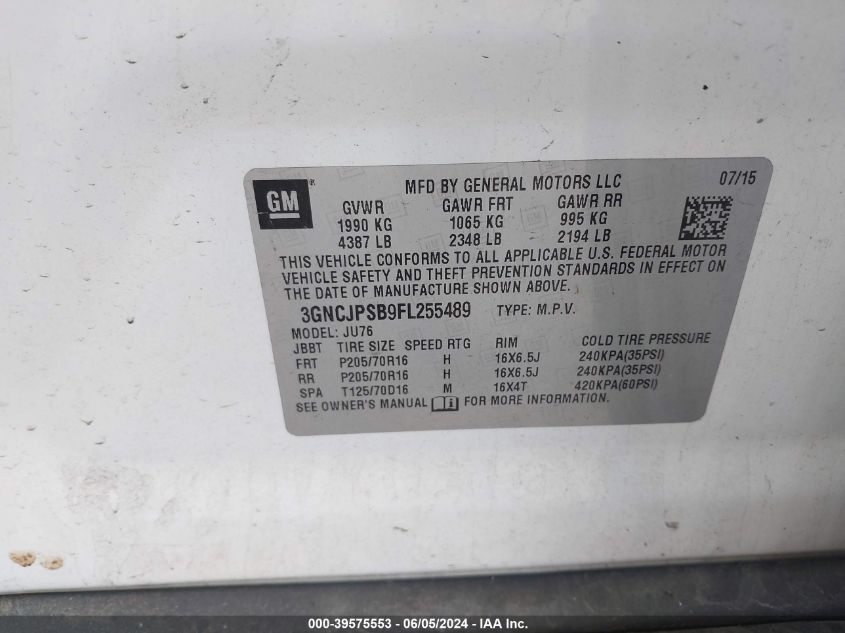 GM ®
MFD BY GENERAL MOTORS LLC 07/15
GVWR GAWR FRT GAWR RR
1990 KG 1065 KG 995 KG
4387 LB 2348 LB 2194 LB
THIS VEHICLE CONFORMS TO ALL APPLICABLE U.S. FEDERAL MOTOR
VEHICLE SAFETY AND THEFT PREVENTION STANDARDS IN EFFECT ON
THE DATE OF MANUFACTURE SHOWN ABOVE.
3GNCJPSB9FL255489 TYPE: M.P.V.
MODEL: JU76
JBBT TIRE SIZE SPEED RTG RIM COLD TIRE PRESSURE
FRT P205/70R16 H 16X6.5J 240KPA(35PSI)
RR P205/70R16 H 16X6.5J 240KPA(35PSI)
SPA T125/70D16 M 16X4T 420KPA(60PSI)
SEE OWNER'S MANUAL FOR MORE INFORMATION.
000-39575553 - 06/05/2024 - IAA Inc.